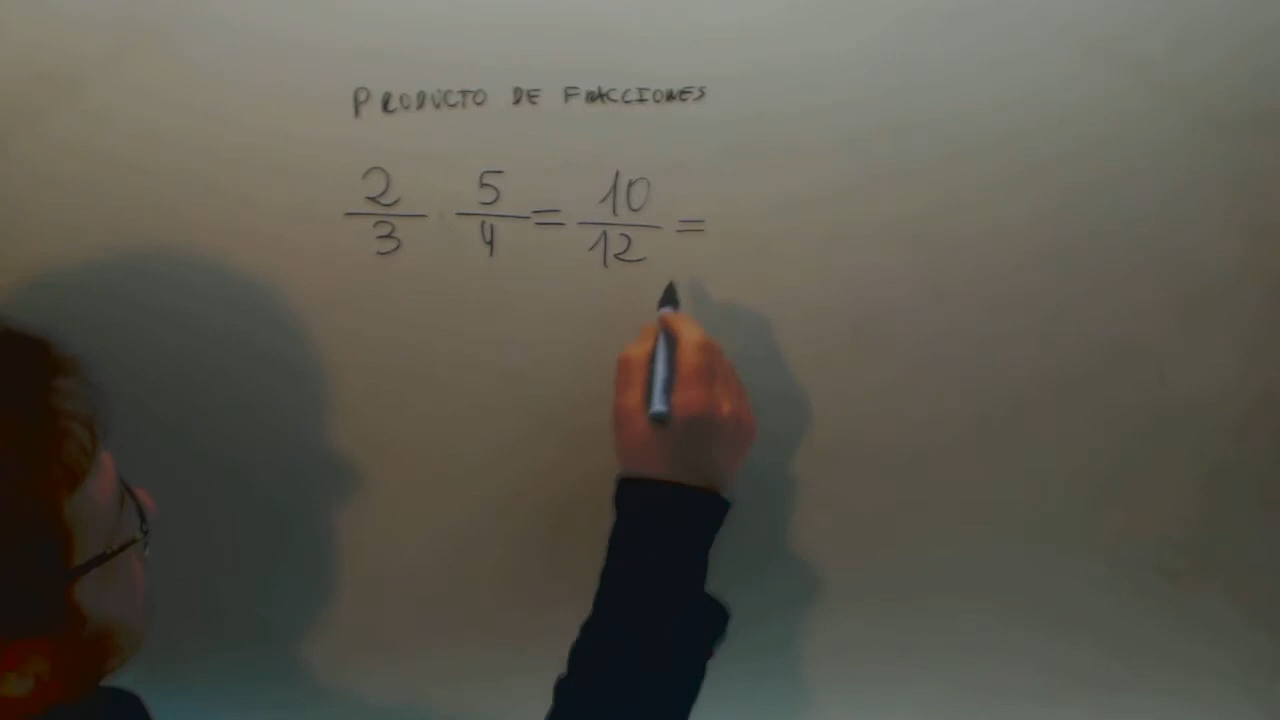 PRODUCTO DE FRACCIONES
2/3 · 5/4 = 10/12 =